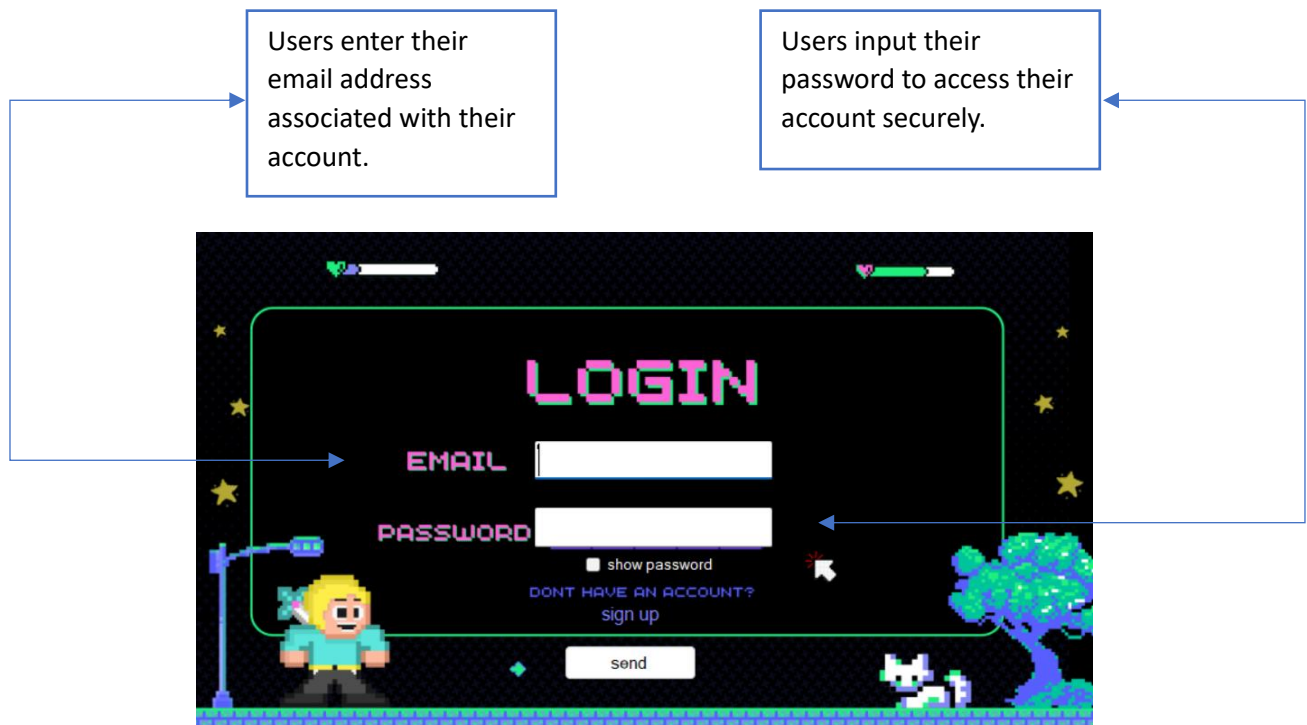 Users enter their
email address
associated with their
account.
Users input their
password to access their
account securely.
LOGIN
EMAIL
PASSWORD
show password
DONT HAVE AN ACCOUNT?
sign up
send